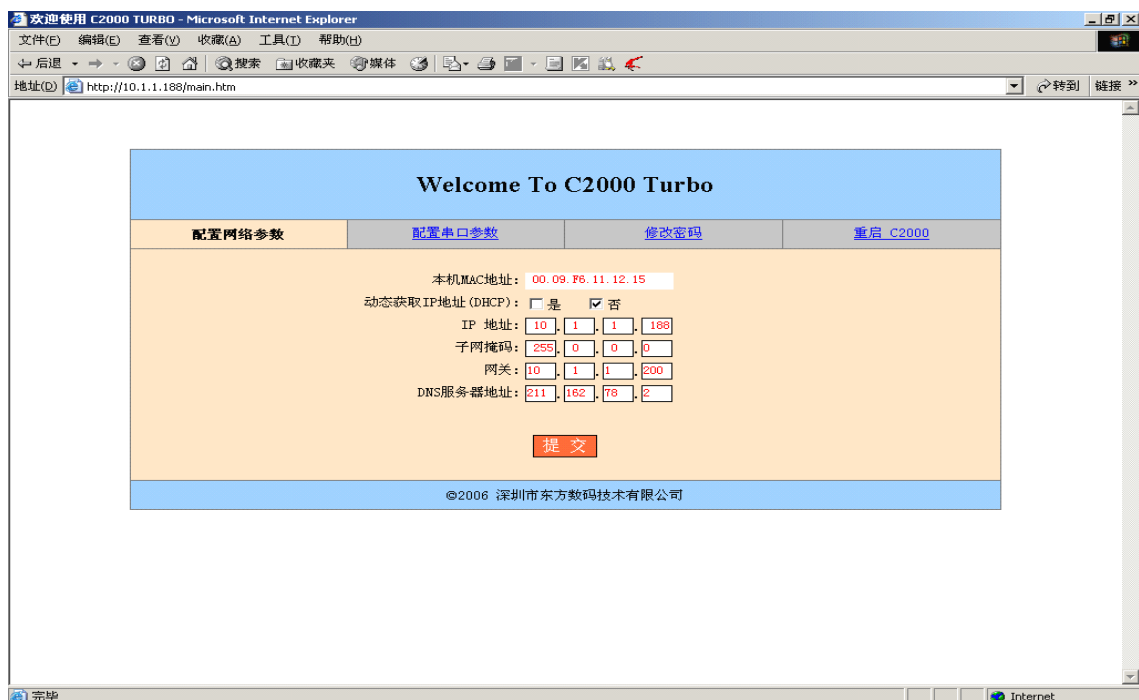 欢迎使用 C2000 TURBO - Microsoft Internet Explorer
文件(F) 编辑(E) 查看(V) 收藏(A) 工具(T) 帮助(H)
后退 搜索 收藏夹 媒体
地址(D) http://10.1.1.188/main.htm 转到 链接 »
Welcome To C2000 Turbo
配置网络参数 配置串口参数 修改密码 重启 C2000
本机MAC地址: 00.09.F6.11.12.15
动态获取IP地址(DHCP): 是 否
IP 地址: 10 . 1 . 1 . 188
子网掩码: 255 . 0 . 0 . 0
网关: 10 . 1 . 1 . 200
DNS服务器地址: 211 . 162 . 78 . 2
提 交
©2006 深圳市东方数码技术有限公司
完毕 Internet